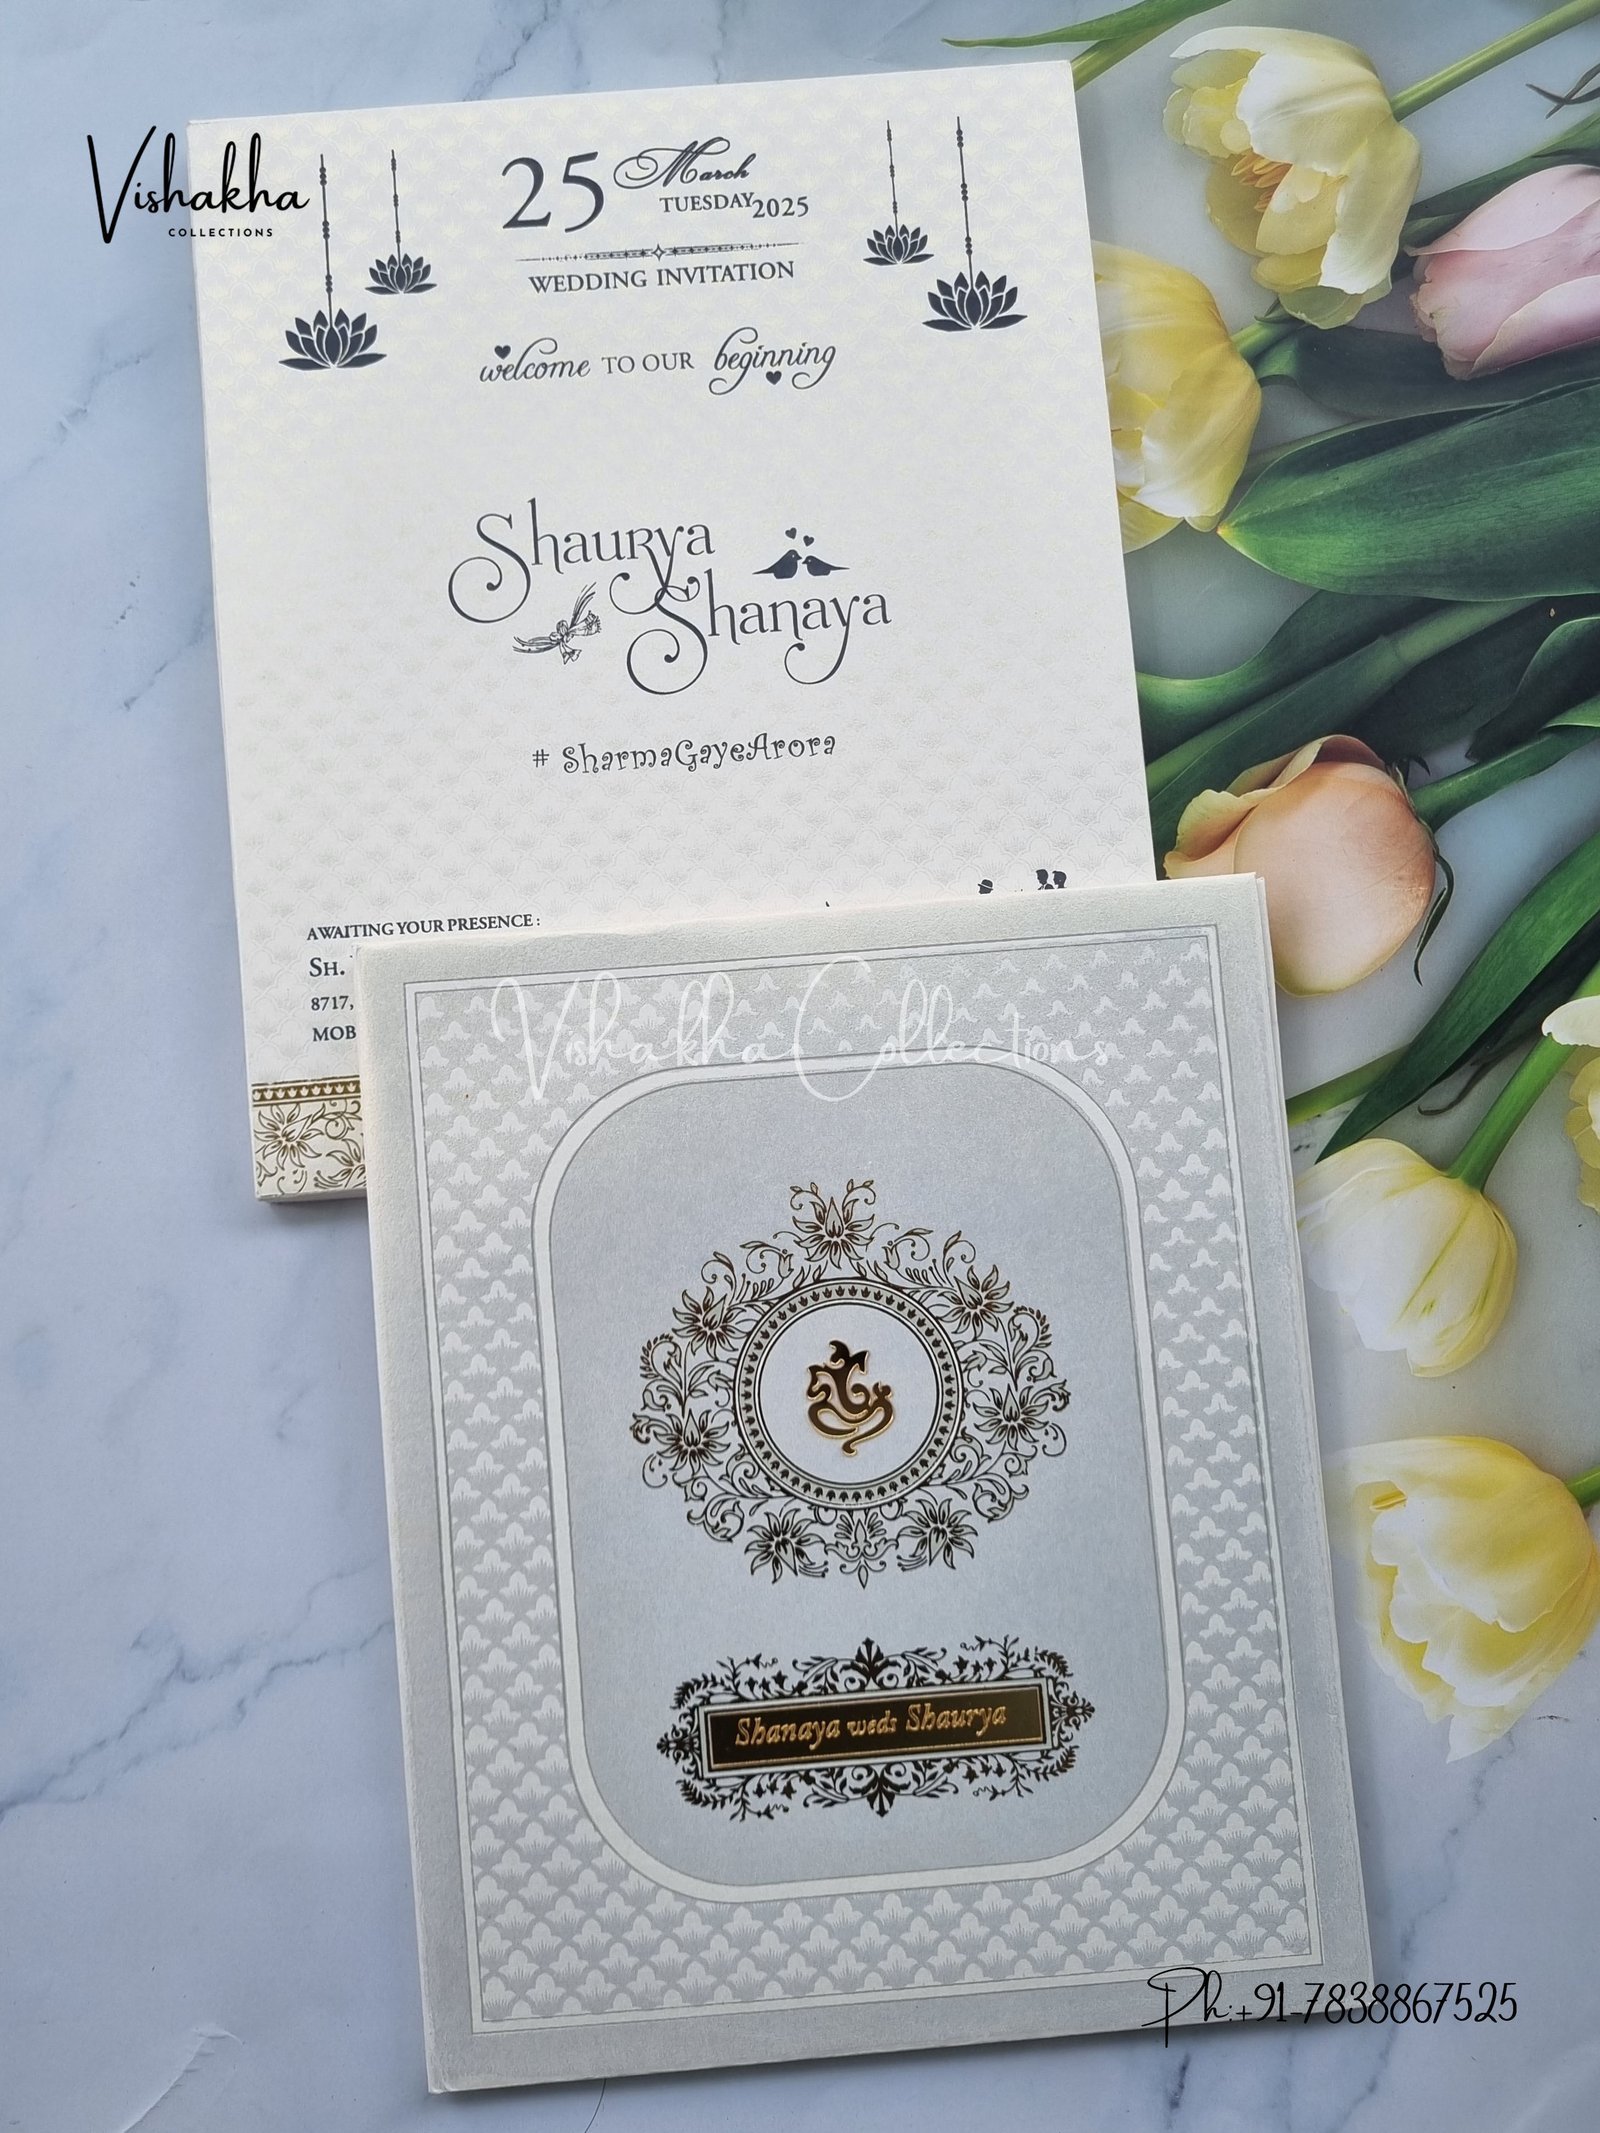 Vishakha
COLLECTIONS
25 March
TUESDAY 2025
WEDDING INVITATION
welcome TO OUR beginning
Shaurya
Shanaya
# SharmaGayeArora
AWAITING YOUR PRESENCE :
SH.
8717,
MOB
Vishakha Collections
Shanaya weds Shaurya
Ph:+91-7838867525